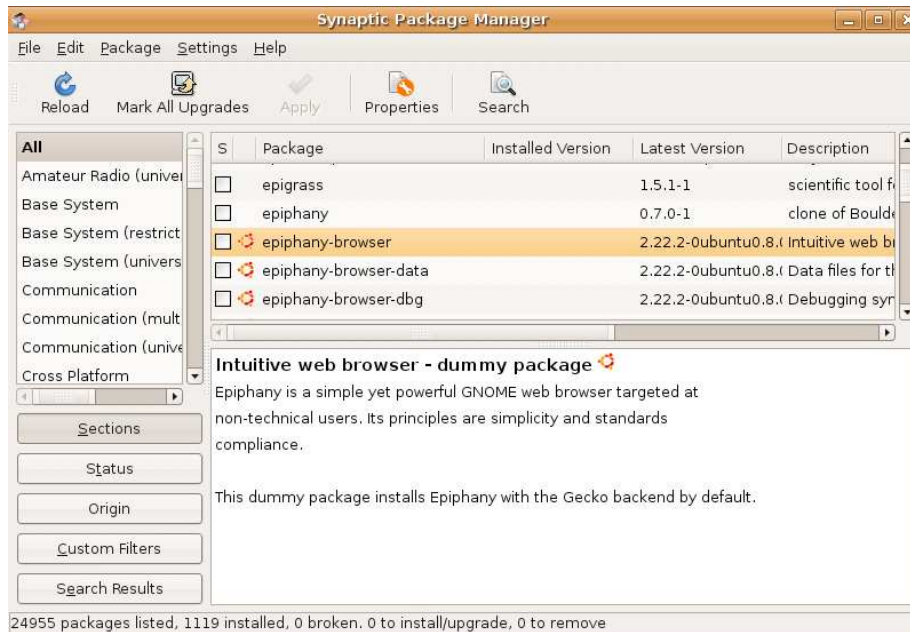 Synaptic Package Manager
File Edit Package Settings Help
Reload Mark All Upgrades Apply Properties Search
All
Amateur Radio (univer
Base System
Base System (restrict
Base System (univers
Communication
Communication (mult
Communication (unive
Cross Platform
Sections
Status
Origin
Custom Filters
Search Results
S Package Installed Version Latest Version Description
epigrass 1.5.1-1 scientific tool f
epiphany 0.7.0-1 clone of Bould
epiphany-browser 2.22.2-0ubuntu0.8.( Intuitive web b
epiphany-browser-data 2.22.2-0ubuntu0.8.( Data files for t
epiphany-browser-dbg 2.22.2-0ubuntu0.8.( Debugging syr
Intuitive web browser - dummy package
Epiphany is a simple yet powerful GNOME web browser targeted at
non-technical users. Its principles are simplicity and standards
compliance.
This dummy package installs Epiphany with the Gecko backend by default.
24955 packages listed, 1119 installed, 0 broken. 0 to install/upgrade, 0 to remove